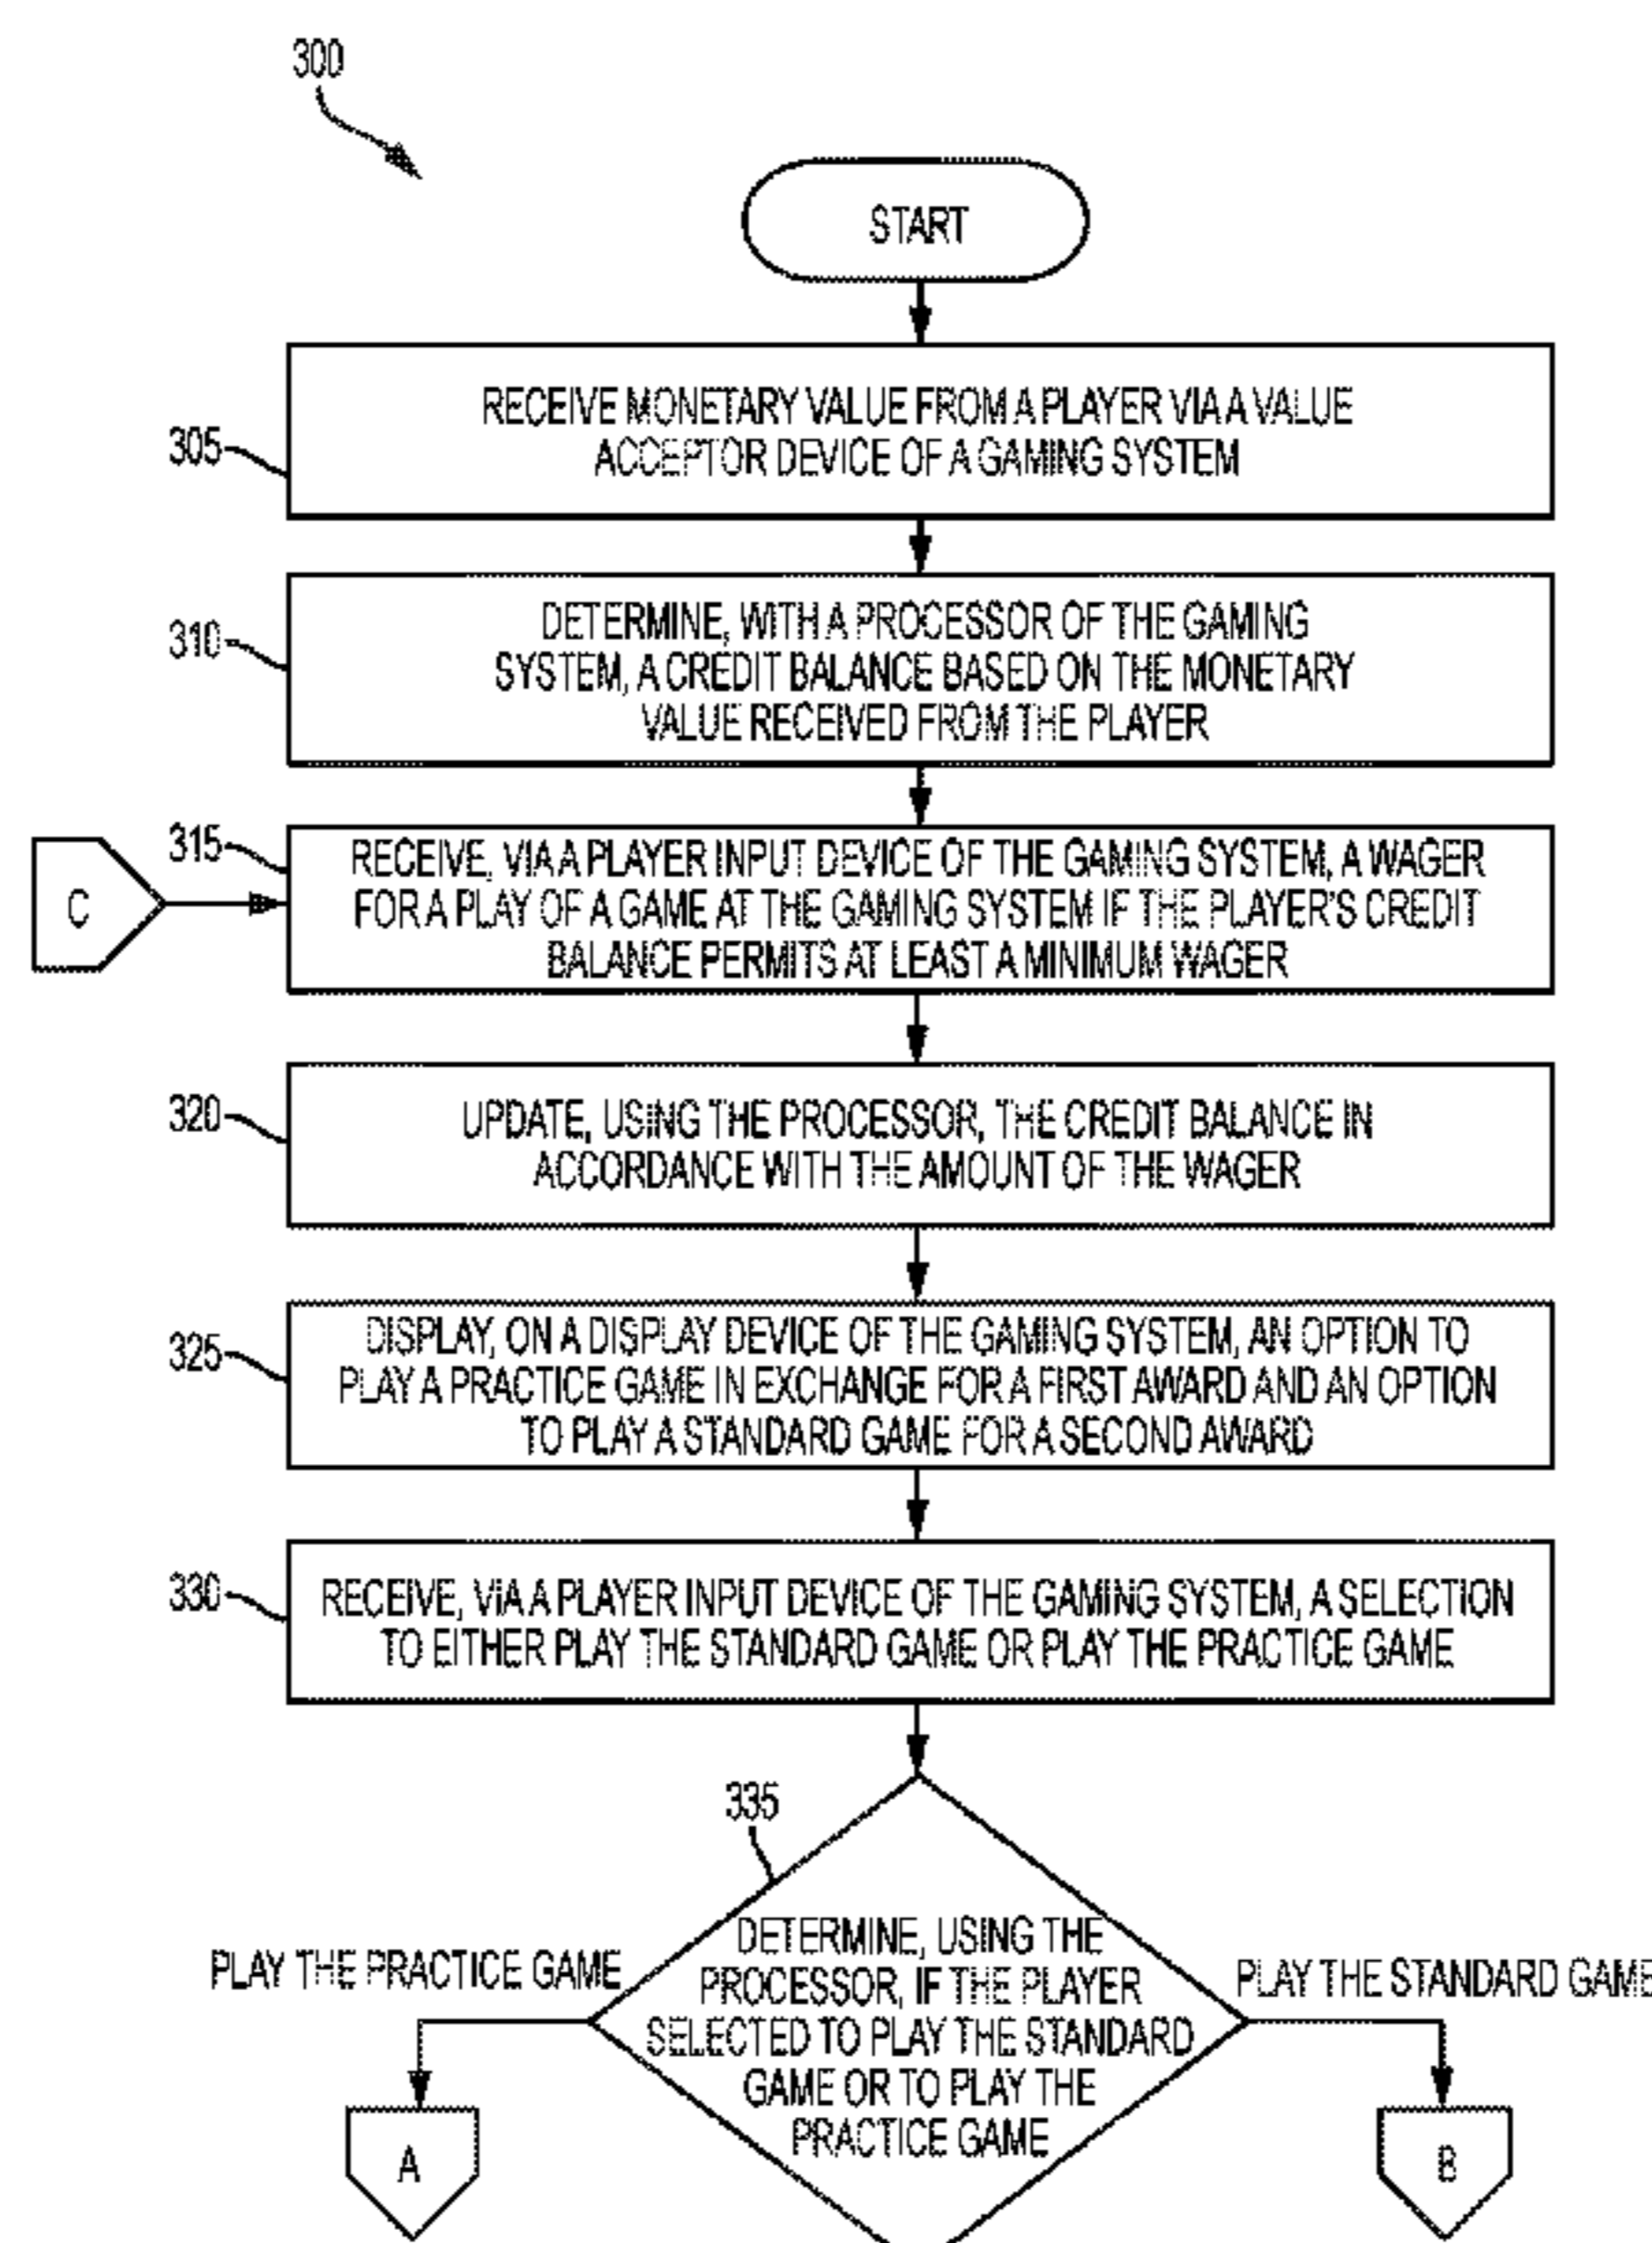 300
START
305
RECEIVE MONETARY VALUE FROM A PLAYER VIA A VALUE
ACCEPTOR DEVICE OF A GAMING SYSTEM
310
DETERMINE, WITH A PROCESSOR OF THE GAMING
SYSTEM, A CREDIT BALANCE BASED ON THE MONETARY
VALUE RECEIVED FROM THE PLAYER
C
315
RECEIVE, VIA A PLAYER INPUT DEVICE OF THE GAMING SYSTEM, A WAGER
FOR A PLAY OF A GAME AT THE GAMING SYSTEM IF THE PLAYER'S CREDIT
BALANCE PERMITS AT LEAST A MINIMUM WAGER
320
UPDATE, USING THE PROCESSOR, THE CREDIT BALANCE IN
ACCORDANCE WITH THE AMOUNT OF THE WAGER
325
DISPLAY, ON A DISPLAY DEVICE OF THE GAMING SYSTEM, AN OPTION TO
PLAY A PRACTICE GAME IN EXCHANGE FOR A FIRST AWARD AND AN OPTION
TO PLAY A STANDARD GAME FOR A SECOND AWARD
330
RECEIVE, VIA A PLAYER INPUT DEVICE OF THE GAMING SYSTEM, A SELECTION
TO EITHER PLAY THE STANDARD GAME OR PLAY THE PRACTICE GAME
335
DETERMINE, USING THE
PROCESSOR, IF THE PLAYER
SELECTED TO PLAY THE STANDARD
GAME OR TO PLAY THE
PRACTICE GAME
PLAY THE PRACTICE GAME
PLAY THE STANDARD GAME
A
B